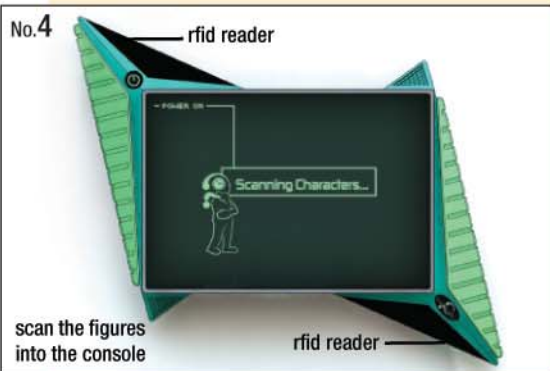 No.4
rfid reader
POWER ON
Scanning Characters...
scan the figures
into the console
rfid reader